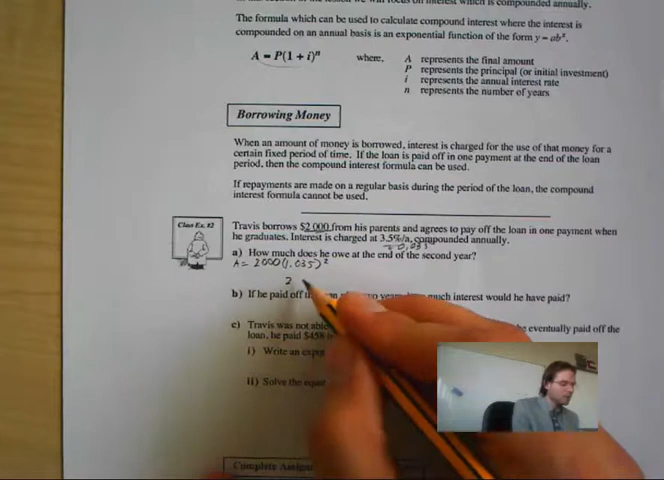 interest which is compounded annually.
The formula which can be used to calculate compound interest where the interest is
compounded on an annual basis is an exponential function of the form y = abˣ.
A = P(1 + i)ⁿ where, A represents the final amount
P represents the principal (or initial investment)
i represents the annual interest rate
n represents the number of years
Borrowing Money
When an amount of money is borrowed, interest is charged for the use of that money for a
certain fixed period of time. If the loan is paid off in one payment at the end of the loan
period, then the compound interest formula can be used.
If repayments are made on a regular basis during the period of the loan, the compound
interest formula cannot be used.
Class Ex. #2
Travis borrows $2 000 from his parents and agrees to pay off the loan in one payment when
he graduates. Interest is charged at 3.5%/a, compounded annually.
= 0.035
a) How much does he owe at the end of the second year?
A = 2000(1.035)²
2
b) If he paid off much interest would he have paid?
c) Travis was not able he eventually paid off the
loan, he paid $458
i) Write an
ii) Solve the
Complete